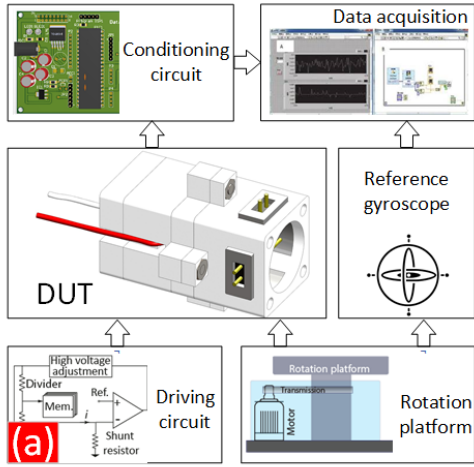 Data acquisition
Conditioning
circuit
A
Reference
gyroscope
DUT
High voltage
adjustment
Divider
Mem.
i
Ref.
Shunt
resistor
Driving
circuit
(a)
Rotation platform
Transmission
Motor
Rotation
platform